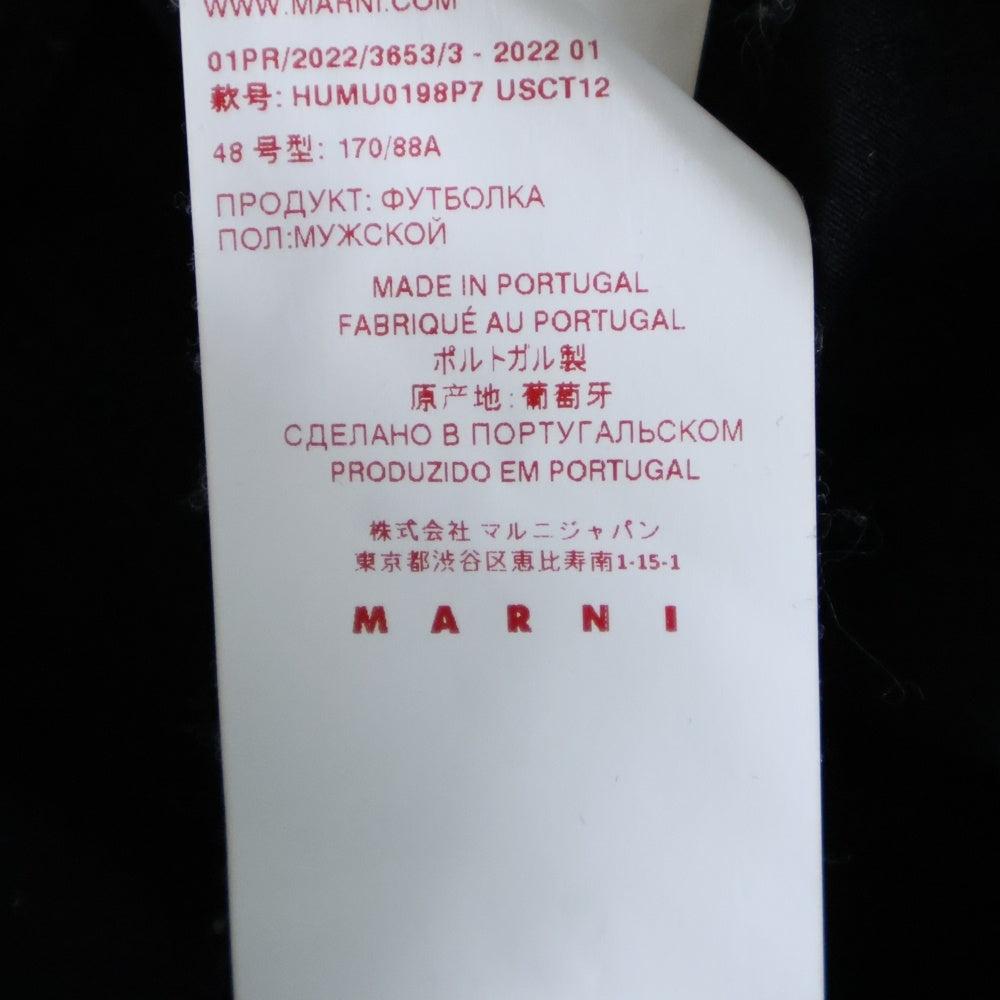 WWW.MARNI.COM
01PR/2022/3653/3 - 2022 01
款号: HUMU0198P7 USCT12
48 号型: 170/88A
ПРОДУКТ: ФУТБОЛКА
ПОЛ:МУЖСКОЙ
MADE IN PORTUGAL
FABRIQUÉ AU PORTUGAL
ポルトガル製
原产地:葡萄牙
СДЕЛАНО В ПОРТУГАЛЬСКОМ
PRODUZIDO EM PORTUGAL
株式会社 マルニジャパン
東京都渋谷区恵比寿南1-15-1
MARNI